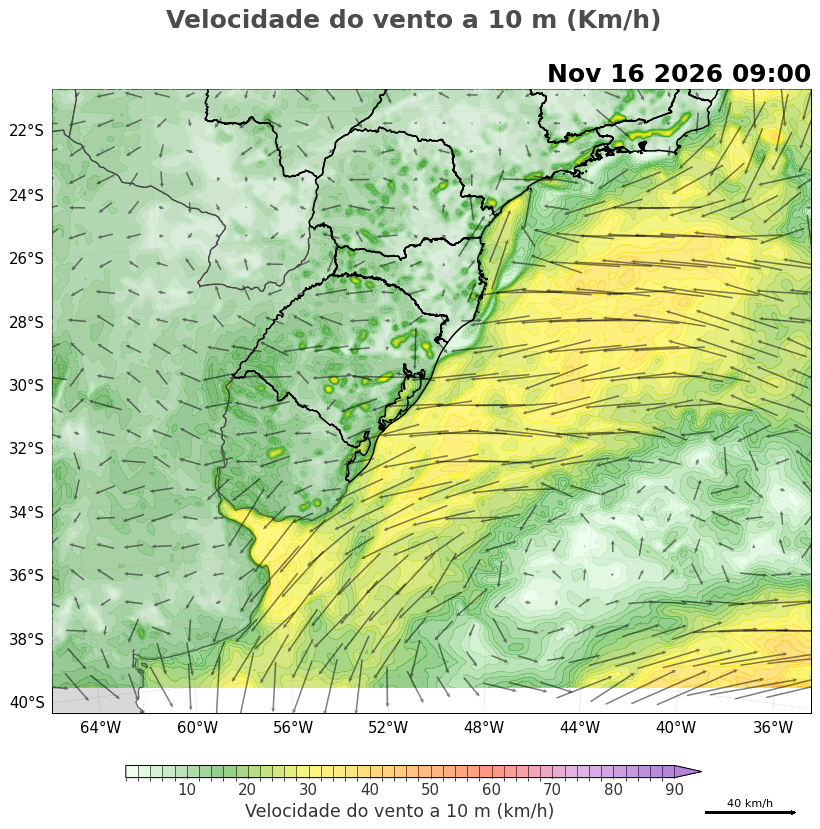 Velocidade do vento a 10 m (Km/h)
Nov 16 2026 09:00
22°S
24°S
26°S
28°S
30°S
32°S
34°S
36°S
38°S
40°S
64°W 60°W 56°W 52°W 48°W 44°W 40°W 36°W
10 20 30 40 50 60 70 80 90
Velocidade do vento a 10 m (km/h)
40 km/h